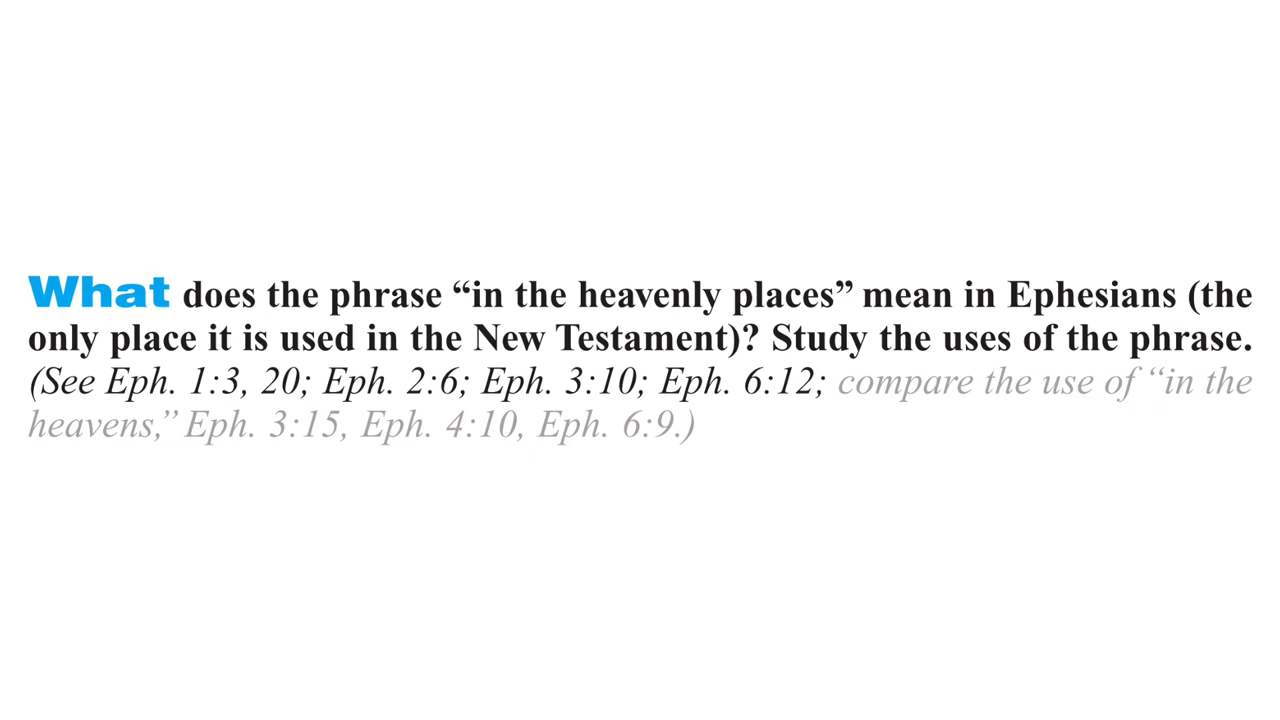 What does the phrase “in the heavenly places” mean in Ephesians (the
only place it is used in the New Testament)? Study the uses of the phrase.
(See Eph. 1:3, 20; Eph. 2:6; Eph. 3:10; Eph. 6:12; compare the use of “in the
heavens,” Eph. 3:15, Eph. 4:10, Eph. 6:9.)